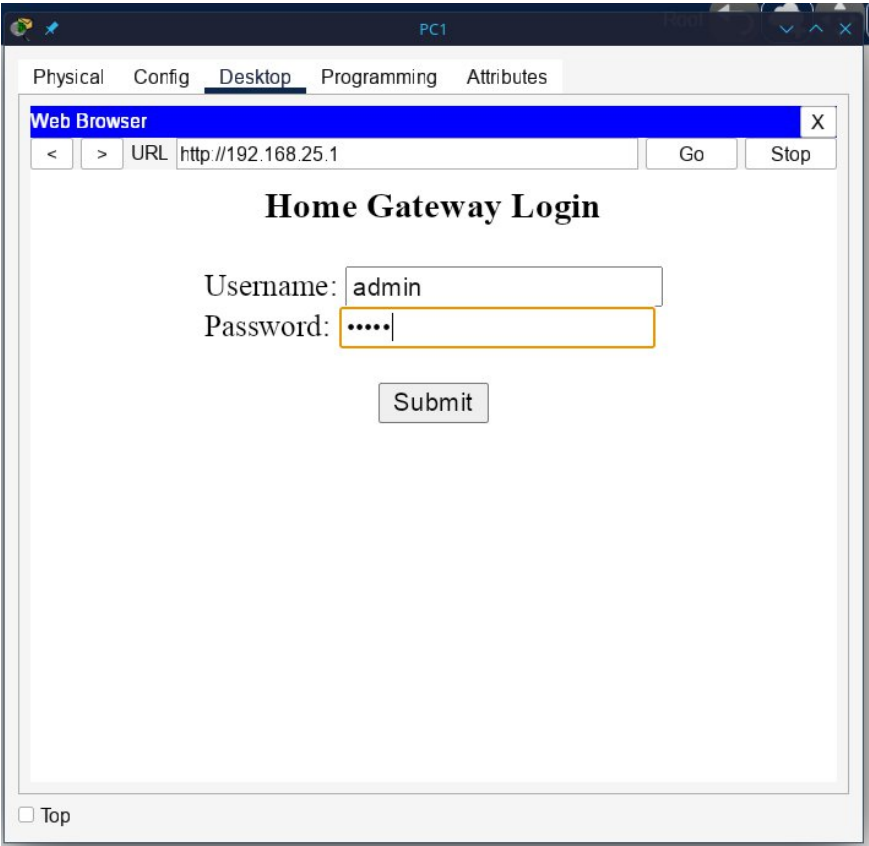 PC1
Physical Config Desktop Programming Attributes
Web Browser
X
< > URL http://192.168.25.1 Go Stop
Home Gateway Login
Username: admin
Password: •••••
Submit
Top